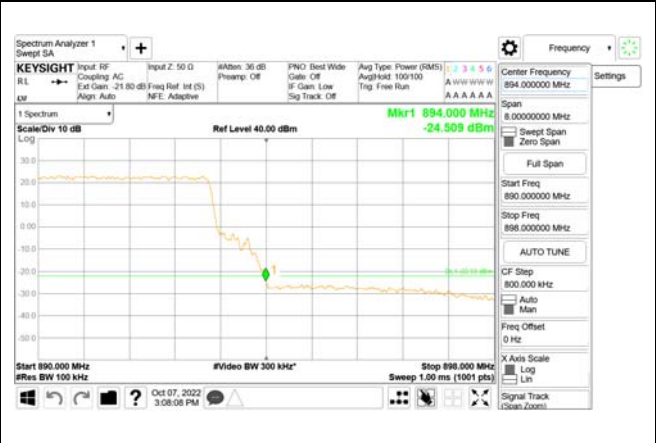 Spectrum Analyzer 1
Swept SA
Frequency
KEYSIGHT
RL
Input: RF
Coupling: AC
Ext Gain: -21.80 dB
Align: Auto
Input Z: 50 Ω
Freq Ref: Int (S)
NFE: Adaptive
#Atten: 36 dB
Preamp: Off
PNO: Best Wide
Gate: Off
IF Gain: Low
Sig Track: Off
Avg Type: Power (RMS)
Avg|Hold: 100/100
Trig: Free Run
1 2 3 4 5 6
A W W W W W
A A A A A A
1 Spectrum
Scale/Div 10 dB
Ref Level 40.00 dBm
Mkr1 894.000 MHz
-24.509 dBm
Log
30.0
20.0
10.0
0.00
-10.0
-20.0
-30.0
-40.0
-50.0
1
Start 890.000 MHz
#Res BW 100 kHz
#Video BW 300 kHz*
Stop 898.000 MHz
Sweep 1.00 ms (1001 pts)
Oct 07, 2022
3:08:08 PM
Center Frequency
894.000000 MHz
Settings
Span
8.00000000 MHz
Swept Span
Zero Span
Full Span
Start Freq
890.000000 MHz
Stop Freq
898.000000 MHz
AUTO TUNE
CF Step
800.000 kHz
Auto
Man
Freq Offset
0 Hz
X Axis Scale
Log
Lin
Signal Track
(Span Zoom)